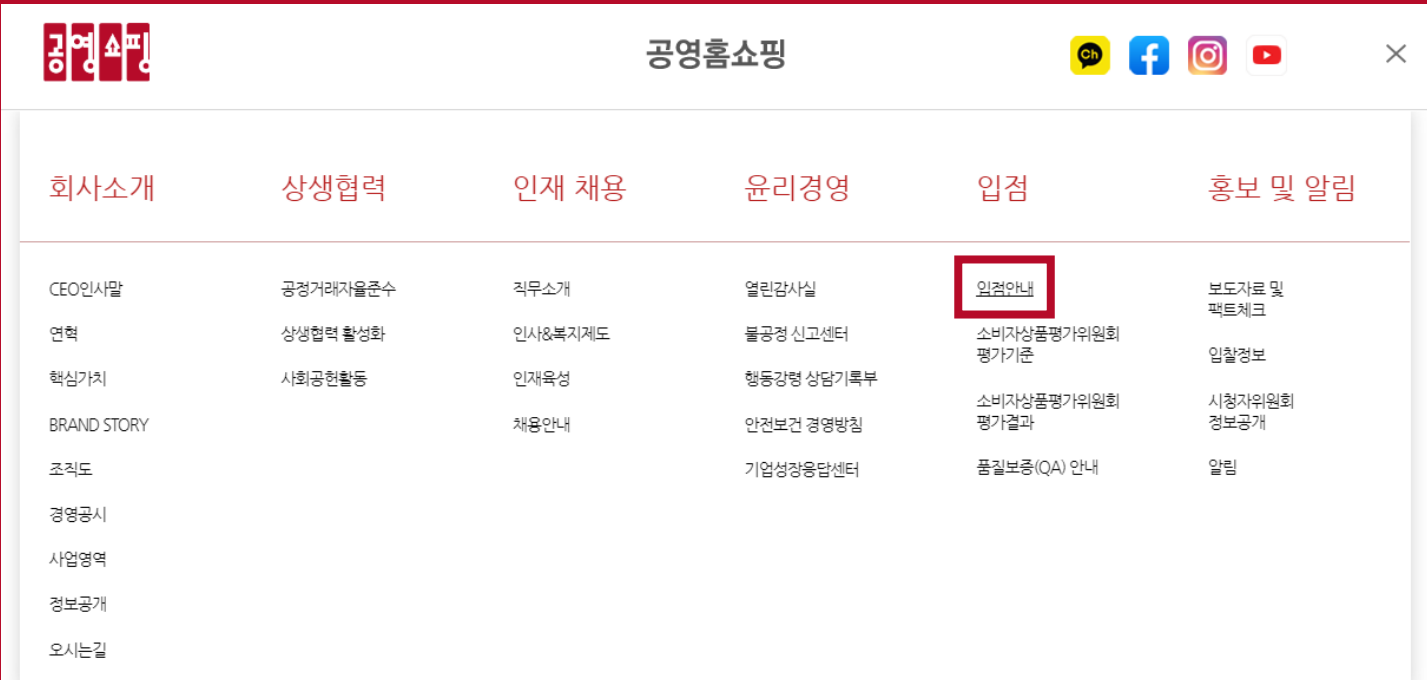 공영쇼핑
공영홈쇼핑
Ch
회사소개
상생협력
인재 채용
윤리경영
입점
홍보 및 알림
CEO인사말
연혁
핵심가치
BRAND STORY
조직도
경영공시
사업영역
정보공개
오시는길
공정거래자율준수
상생협력 활성화
사회공헌활동
직무소개
인사&복지제도
인재육성
채용안내
열린감사실
불공정 신고센터
행동강령 상담기록부
안전보건 경영방침
기업성장응답센터
입점안내
소비자상품평가위원회
평가기준
소비자상품평가위원회
평가결과
품질보증(QA) 안내
보도자료 및
팩트체크
입찰정보
시청자위원회
정보공개
알림